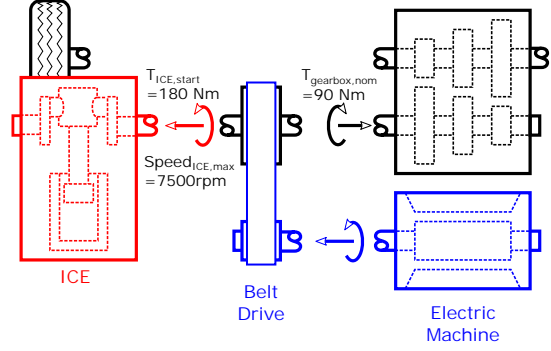 T_ICE,start
=180 Nm
T_gearbox,nom
=90 Nm
Speed_ICE,max
=7500rpm
ICE
Belt
Drive
Electric
Machine